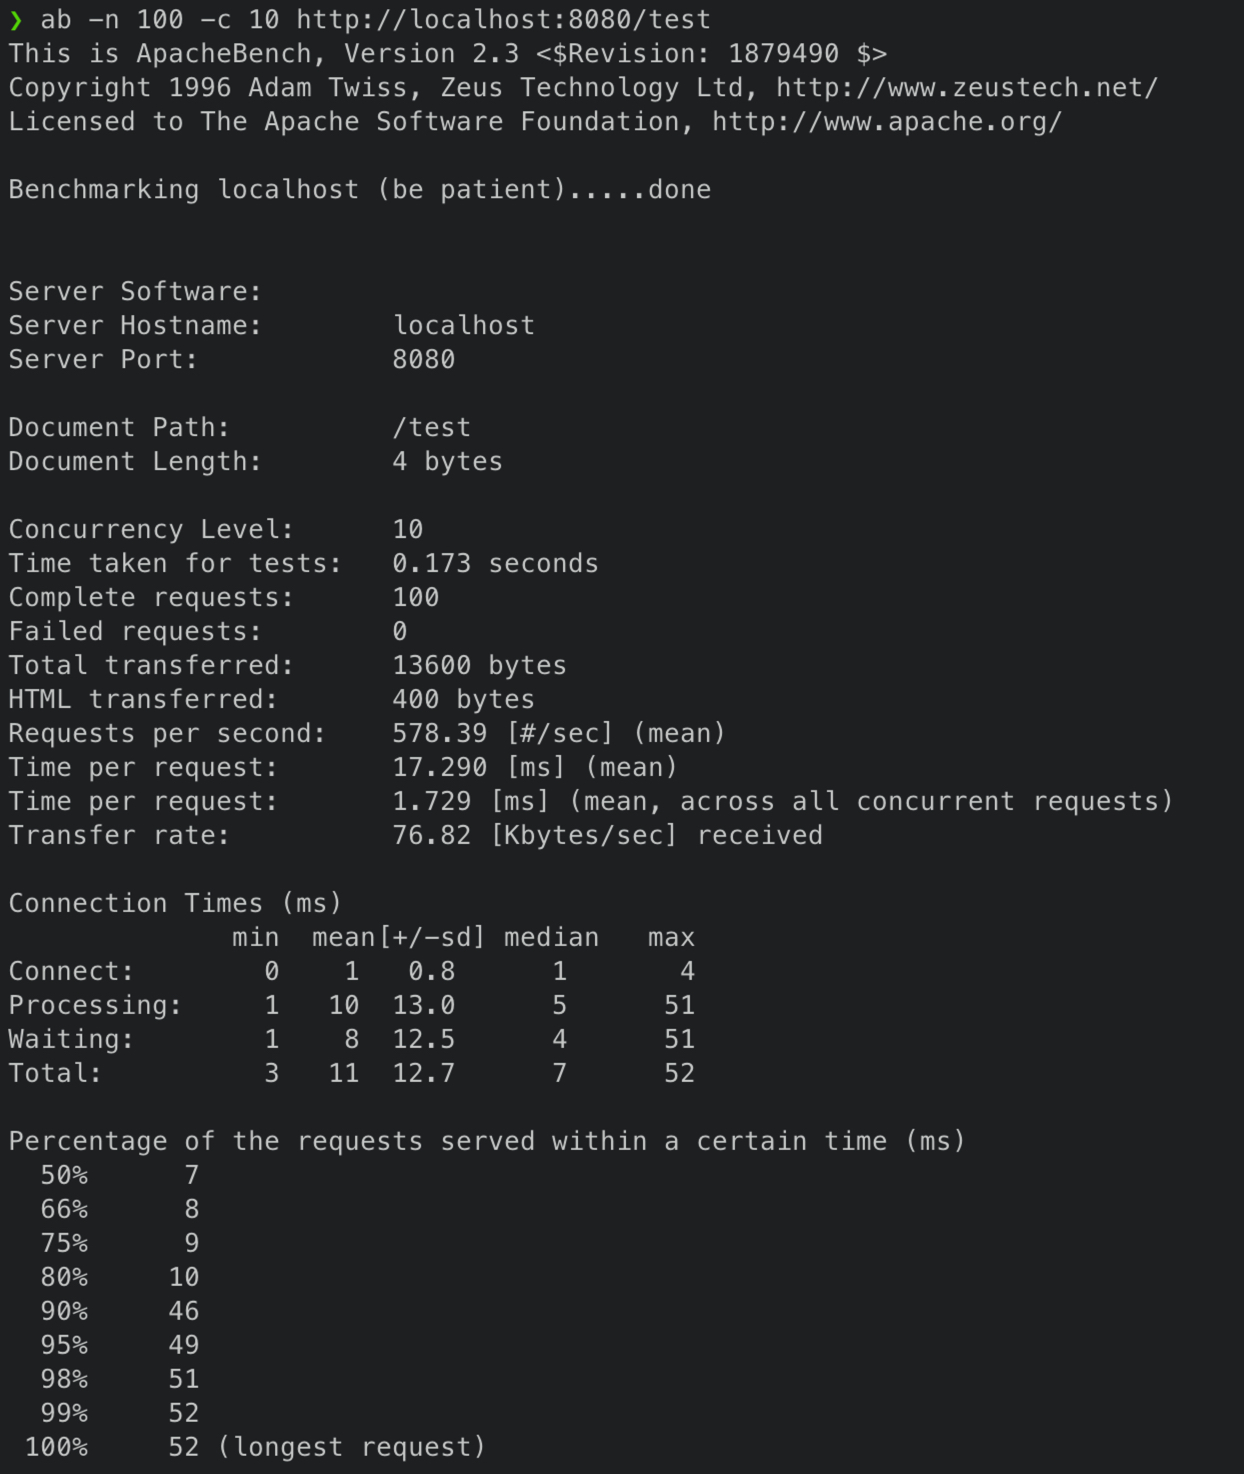 ❯ ab -n 100 -c 10 http://localhost:8080/test
This is ApacheBench, Version 2.3 <$Revision: 1879490 $>
Copyright 1996 Adam Twiss, Zeus Technology Ltd, http://www.zeustech.net/
Licensed to The Apache Software Foundation, http://www.apache.org/

Benchmarking localhost (be patient).....done


Server Software:
Server Hostname:        localhost
Server Port:            8080

Document Path:          /test
Document Length:        4 bytes

Concurrency Level:      10
Time taken for tests:   0.173 seconds
Complete requests:      100
Failed requests:        0
Total transferred:      13600 bytes
HTML transferred:       400 bytes
Requests per second:    578.39 [#/sec] (mean)
Time per request:       17.290 [ms] (mean)
Time per request:       1.729 [ms] (mean, across all concurrent requests)
Transfer rate:          76.82 [Kbytes/sec] received

Connection Times (ms)
              min  mean[+/-sd] median   max
Connect:        0    1   0.8      1       4
Processing:     1   10  13.0      5      51
Waiting:        1    8  12.5      4      51
Total:          3   11  12.7      7      52

Percentage of the requests served within a certain time (ms)
  50%      7
  66%      8
  75%      9
  80%     10
  90%     46
  95%     49
  98%     51
  99%     52
 100%     52 (longest request)